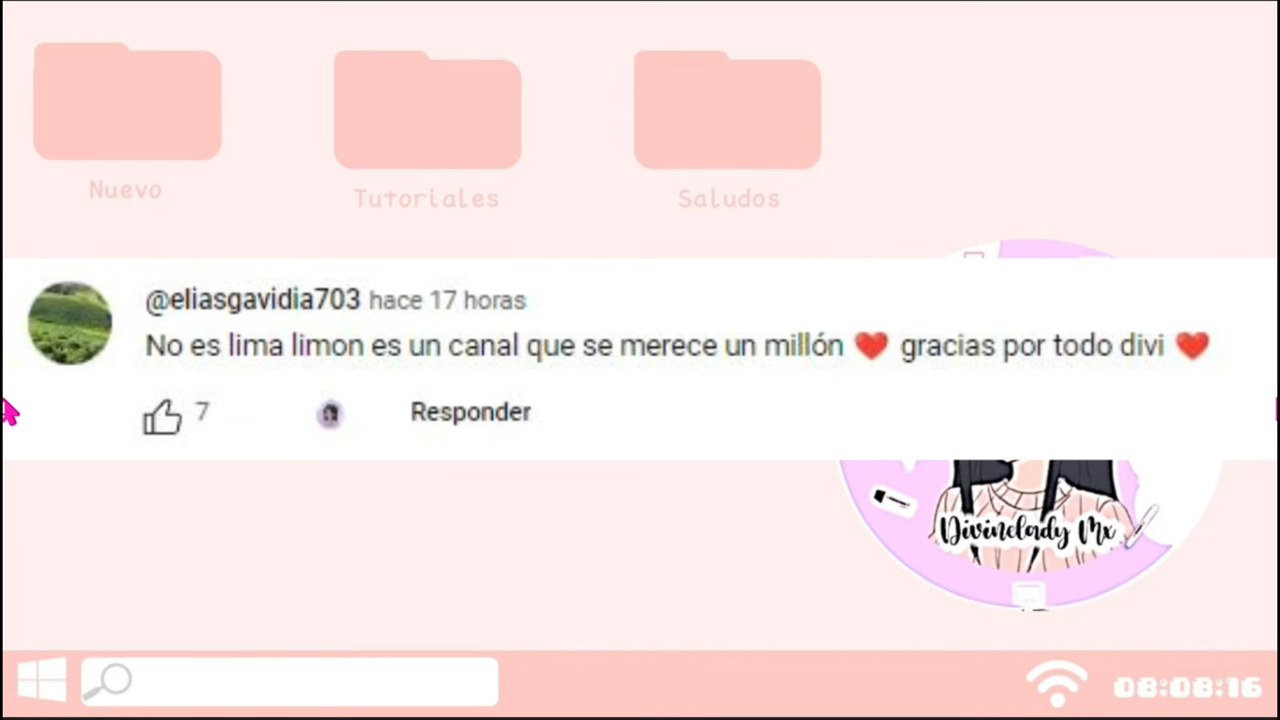 Nuevo
Tutoriales
Saludos
@eliasgavidia703 hace 17 horas
No es lima limon es un canal que se merece un millón ❤️ gracias por todo divi ❤️
7
Responder
Divinelady Mx
08:08:16